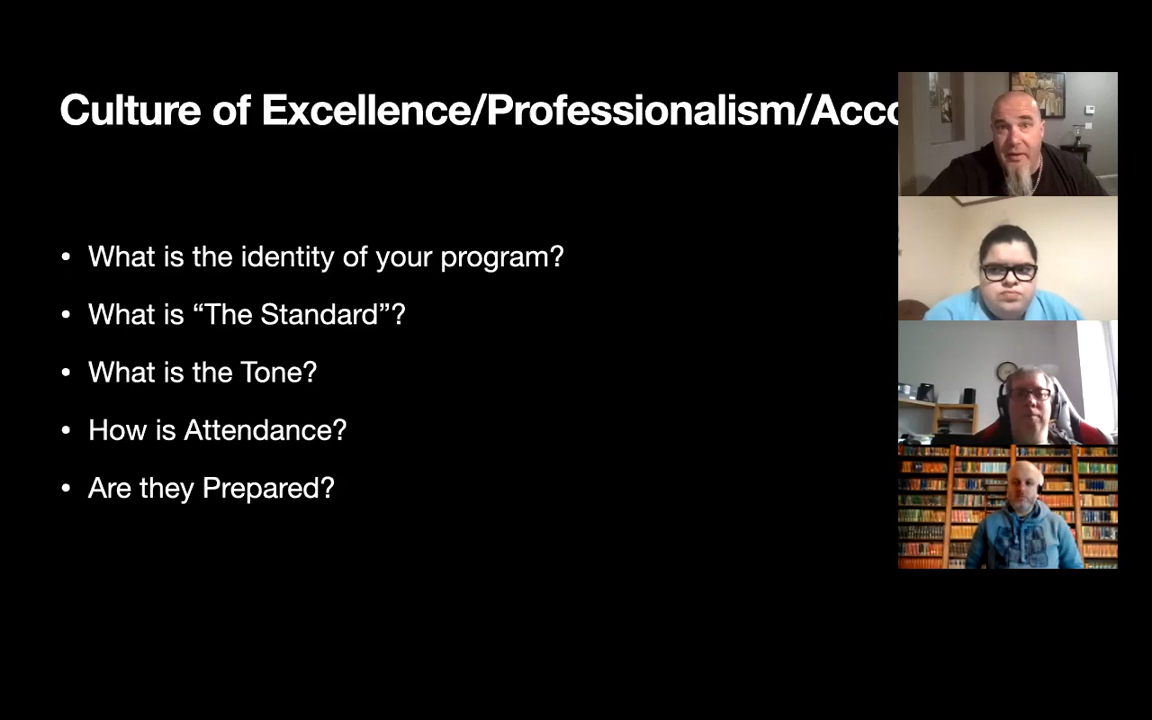 Culture of Excellence/Professionalism/Acco
• What is the identity of your program?
• What is “The Standard”?
• What is the Tone?
• How is Attendance?
• Are they Prepared?